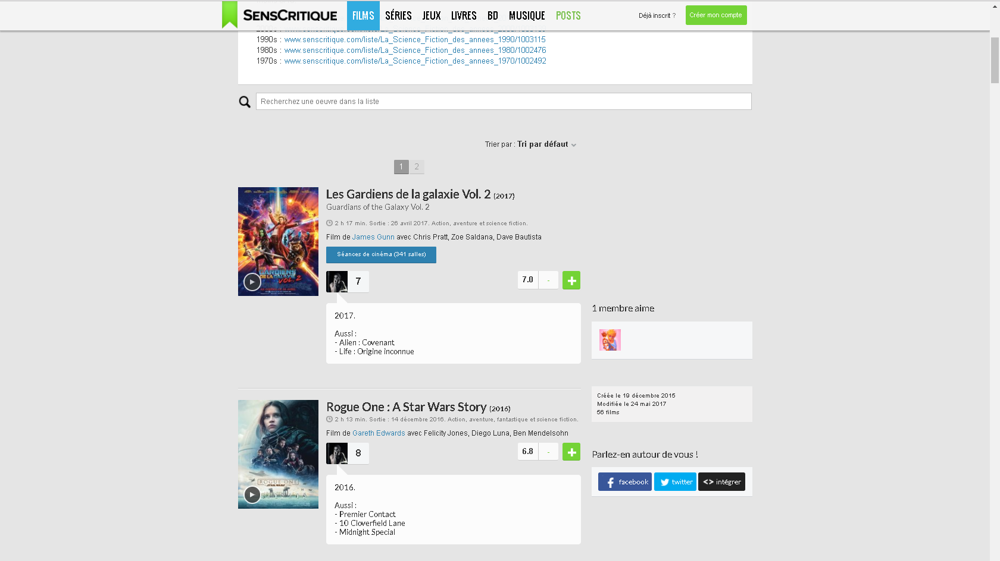 SENSCRITIQUE FILMS SÉRIES JEUX LIVRES BD MUSIQUE POSTS Déjà inscrit ? Créer mon compte
1990s : www.senscritique.com/liste/La_Science_Fiction_des_annees_1990/1003115
1980s : www.senscritique.com/liste/La_Science_Fiction_des_annees_1980/1002476
1970s : www.senscritique.com/liste/La_Science_Fiction_des_annees_1970/1002492
Recherchez une oeuvre dans la liste
Trier par : Tri par défaut
1 2
GARDIENS
DE LA GALAXIE VOL. 2
Les Gardiens de la galaxie Vol. 2 (2017)
Guardians of the Galaxy Vol. 2
2 h 17 min. Sortie : 26 avril 2017. Action, aventure et science fiction.
Film de James Gunn avec Chris Pratt, Zoe Saldana, Dave Bautista
Séances de cinéma (341 salles)
7 7.0 - +
2017.
Aussi :
- Alien : Covenant
- Life : Origine inconnue
1 membre aime
Créée le 19 décembre 2015
Modifiée le 24 mai 2017
56 films
ROGUE ONE
STAR WARS
Rogue One : A Star Wars Story (2016)
2 h 13 min. Sortie : 14 décembre 2016. Action, aventure, fantastique et science fiction.
Film de Gareth Edwards avec Felicity Jones, Diego Luna, Ben Mendelsohn
8 6.8 - +
2016.
Aussi :
- Premier Contact
- 10 Cloverfield Lane
- Midnight Special
Parlez-en autour de vous !
facebook twitter <> intégrer